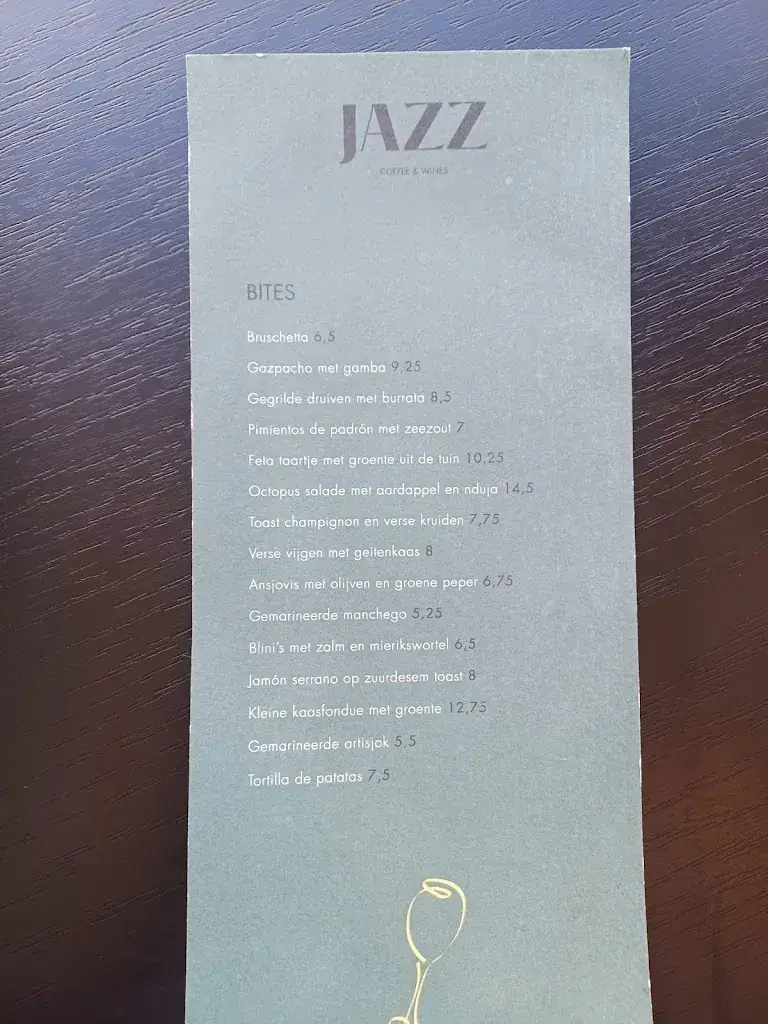 JAZZ
COFFEE & WINES
BITES
Bruschetta 6,5
Gazpacho met gamba 9,25
Gegrilde druiven met burrata 8,5
Pimientos de padrón met zeezout 7
Feta taartje met groente uit de tuin 10,25
Octopus salade met aardappel en nduja 14,5
Toast champignon en verse kruiden 7,75
Verse vijgen met geitenkaas 8
Ansjovis met olijven en groene peper 6,75
Gemarineerde manchego 5,25
Blini's met zalm en mierikswortel 6,5
Jamón serrano op zuurdesem toast 8
Kleine kaasfondue met groente 12,75
Gemarineerde artisjok 5,5
Tortilla de patatas 7,5